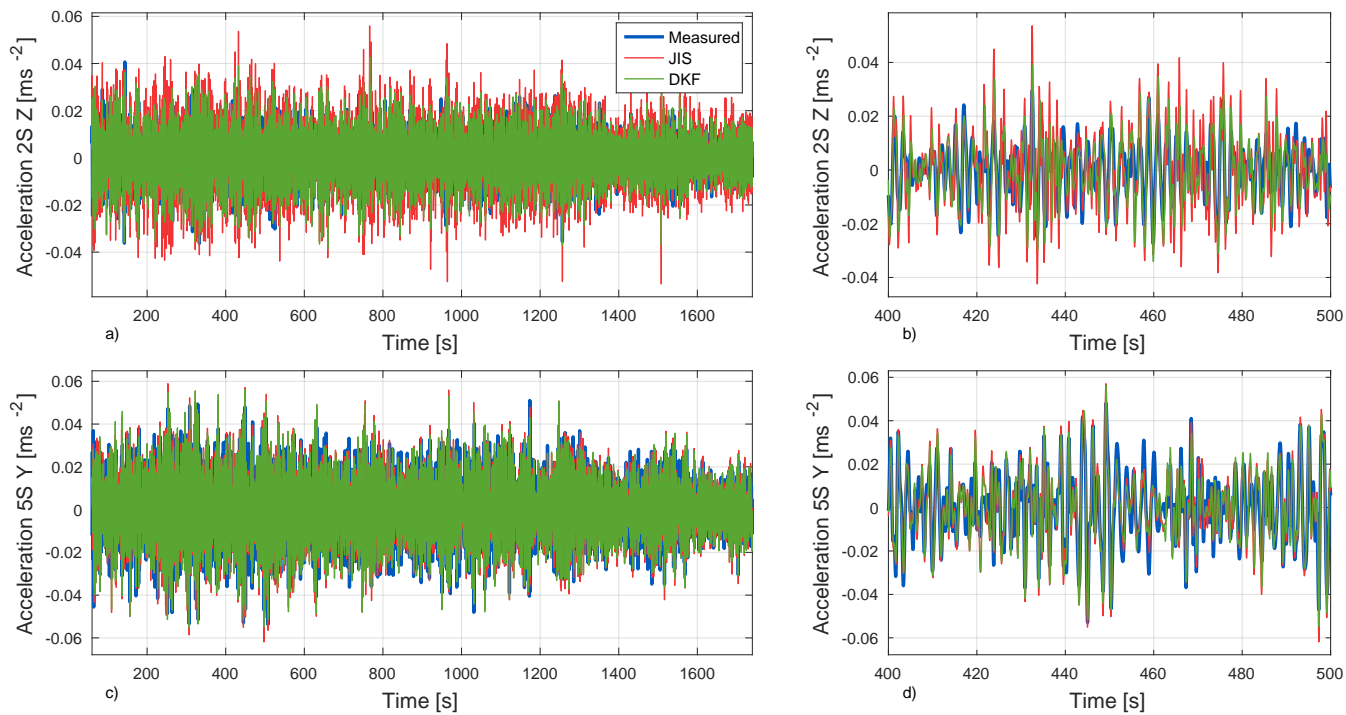 Acceleration 2S Z [ms -2]
0.06
0.04
0.02
0
-0.02
-0.04
200 400 600 800 1000 1200 1400 1600
a)
Time [s]
Measured
JIS
DKF
Acceleration 2S Z [ms -2]
0.06
0.04
0.02
0
-0.02
-0.04
400 420 440 460 480 500
b)
Time [s]
Acceleration 5S Y [ms -2]
0.06
0.04
0.02
0
-0.02
-0.04
-0.06
200 400 600 800 1000 1200 1400 1600
c)
Time [s]
Acceleration 5S Y [ms -2]
0.06
0.04
0.02
0
-0.02
-0.04
-0.06
400 420 440 460 480 500
d)
Time [s]